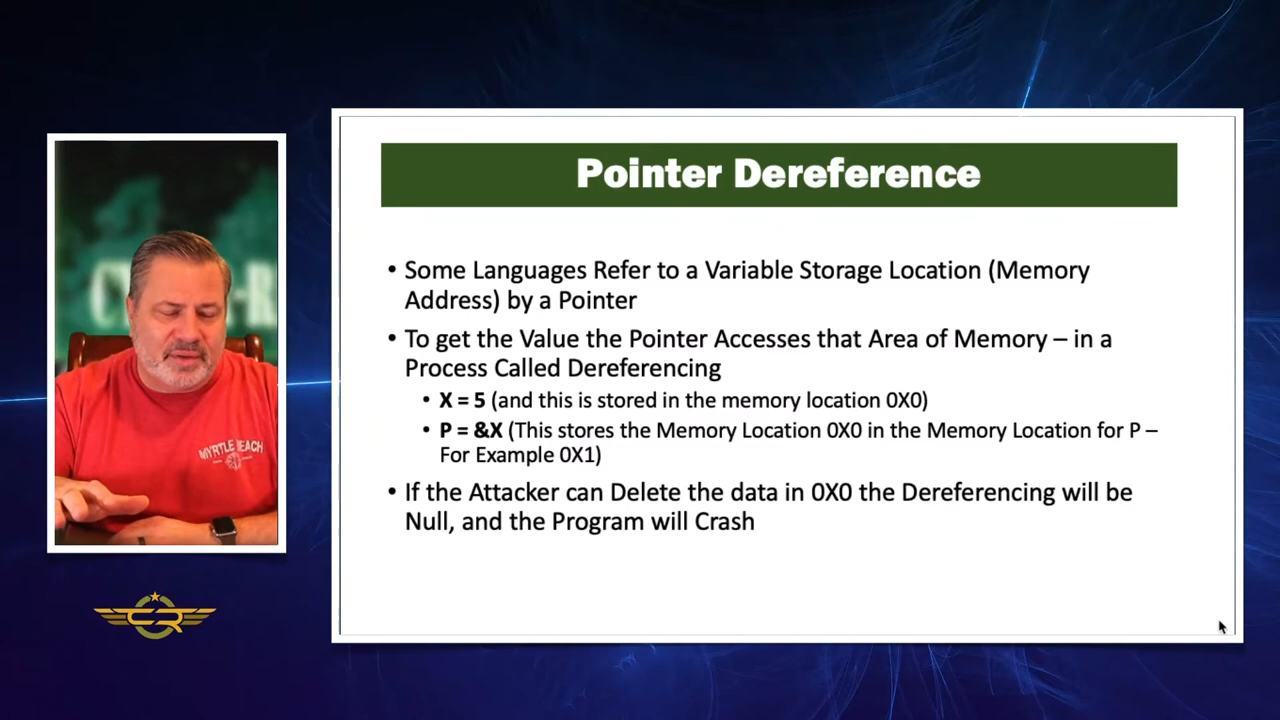 Pointer Dereference
• Some Languages Refer to a Variable Storage Location (Memory
Address) by a Pointer
• To get the Value the Pointer Accesses that Area of Memory – in a
Process Called Dereferencing
• X = 5 (and this is stored in the memory location 0X0)
• P = &X (This stores the Memory Location 0X0 in the Memory Location for P –
For Example 0X1)
• If the Attacker can Delete the data in 0X0 the Dereferencing will be
Null, and the Program will Crash
MYRTLE BEACH
CR